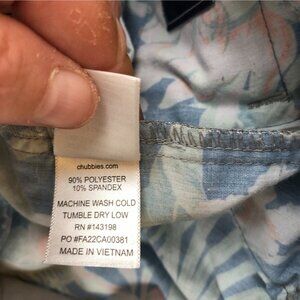 chubbies.com
90% POLYESTER
10% SPANDEX
MACHINE WASH COLD
TUMBLE DRY LOW
RN #143198
PO #FA22CA00381
MADE IN VIETNAM